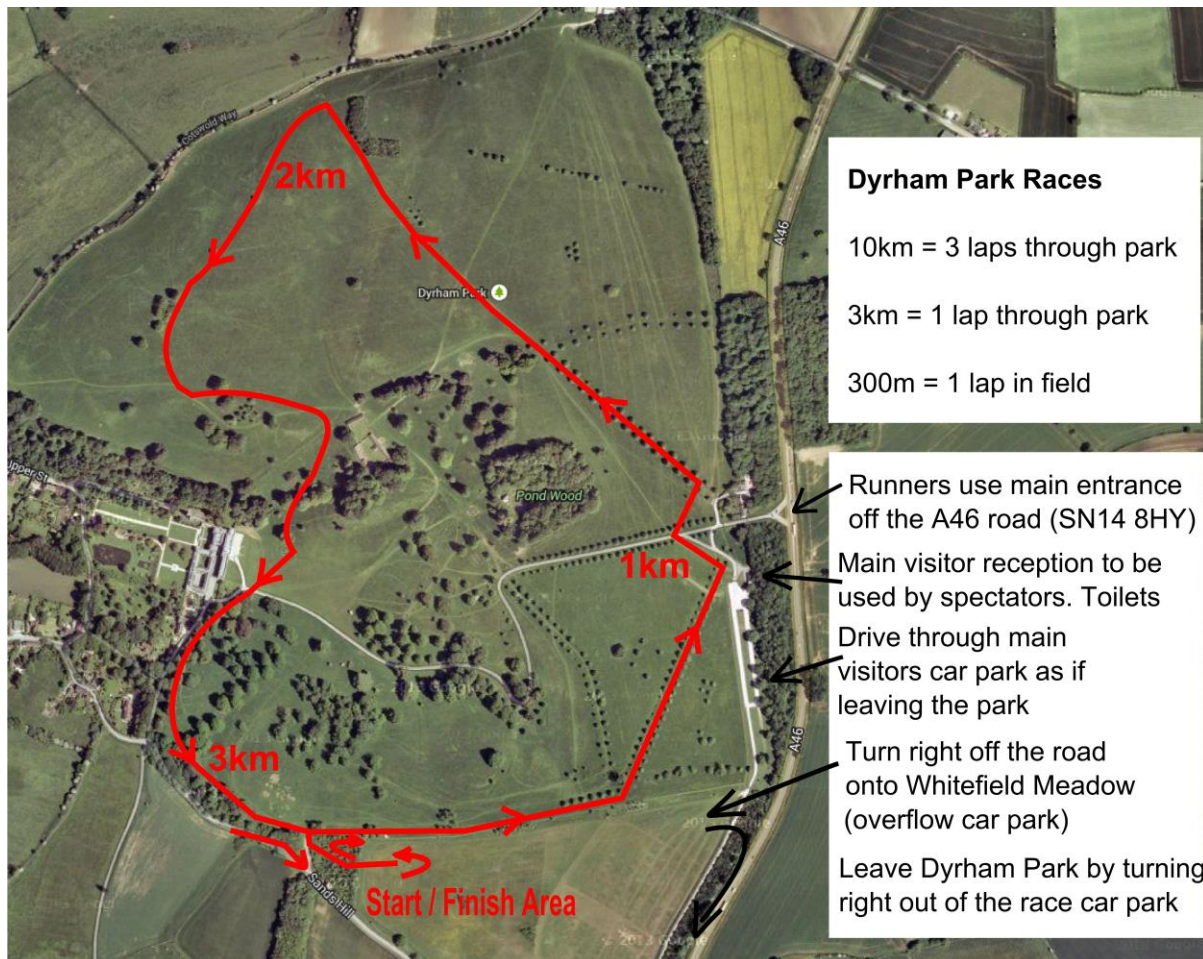 Cotswold Way
2km
A46
Dyrham Park
Upper St
Pond Wood
1km
3km
A46
Start / Finish Area
Sands Hill
© 2013 Google
Dyrham Park Races
10km = 3 laps through park
3km = 1 lap through park
300m = 1 lap in field
Runners use main entrance
off the A46 road (SN14 8HY)
Main visitor reception to be
used by spectators. Toilets
Drive through main
visitors car park as if
leaving the park
Turn right off the road
onto Whitefield Meadow
(overflow car park)
Leave Dyrham Park by turning
right out of the race car park